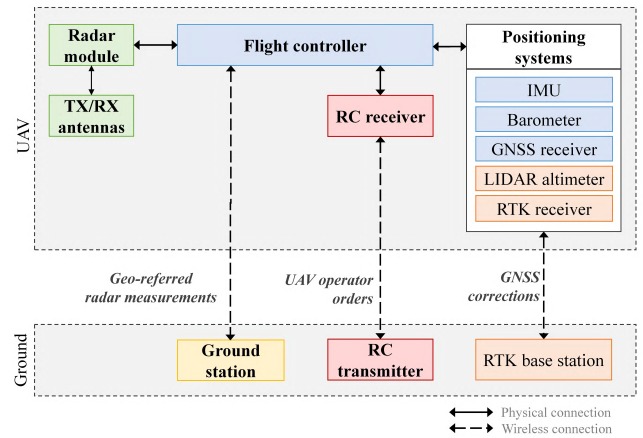 Radar
module
Flight controller
Positioning
systems
TX/RX
antennas
RC receiver
IMU
Barometer
GNSS receiver
LIDAR altimeter
RTK receiver
UAV
Geo-referred
radar measurements
UAV operator
orders
GNSS
corrections
Ground
Ground
station
RC
transmitter
RTK base station
Physical connection
Wireless connection